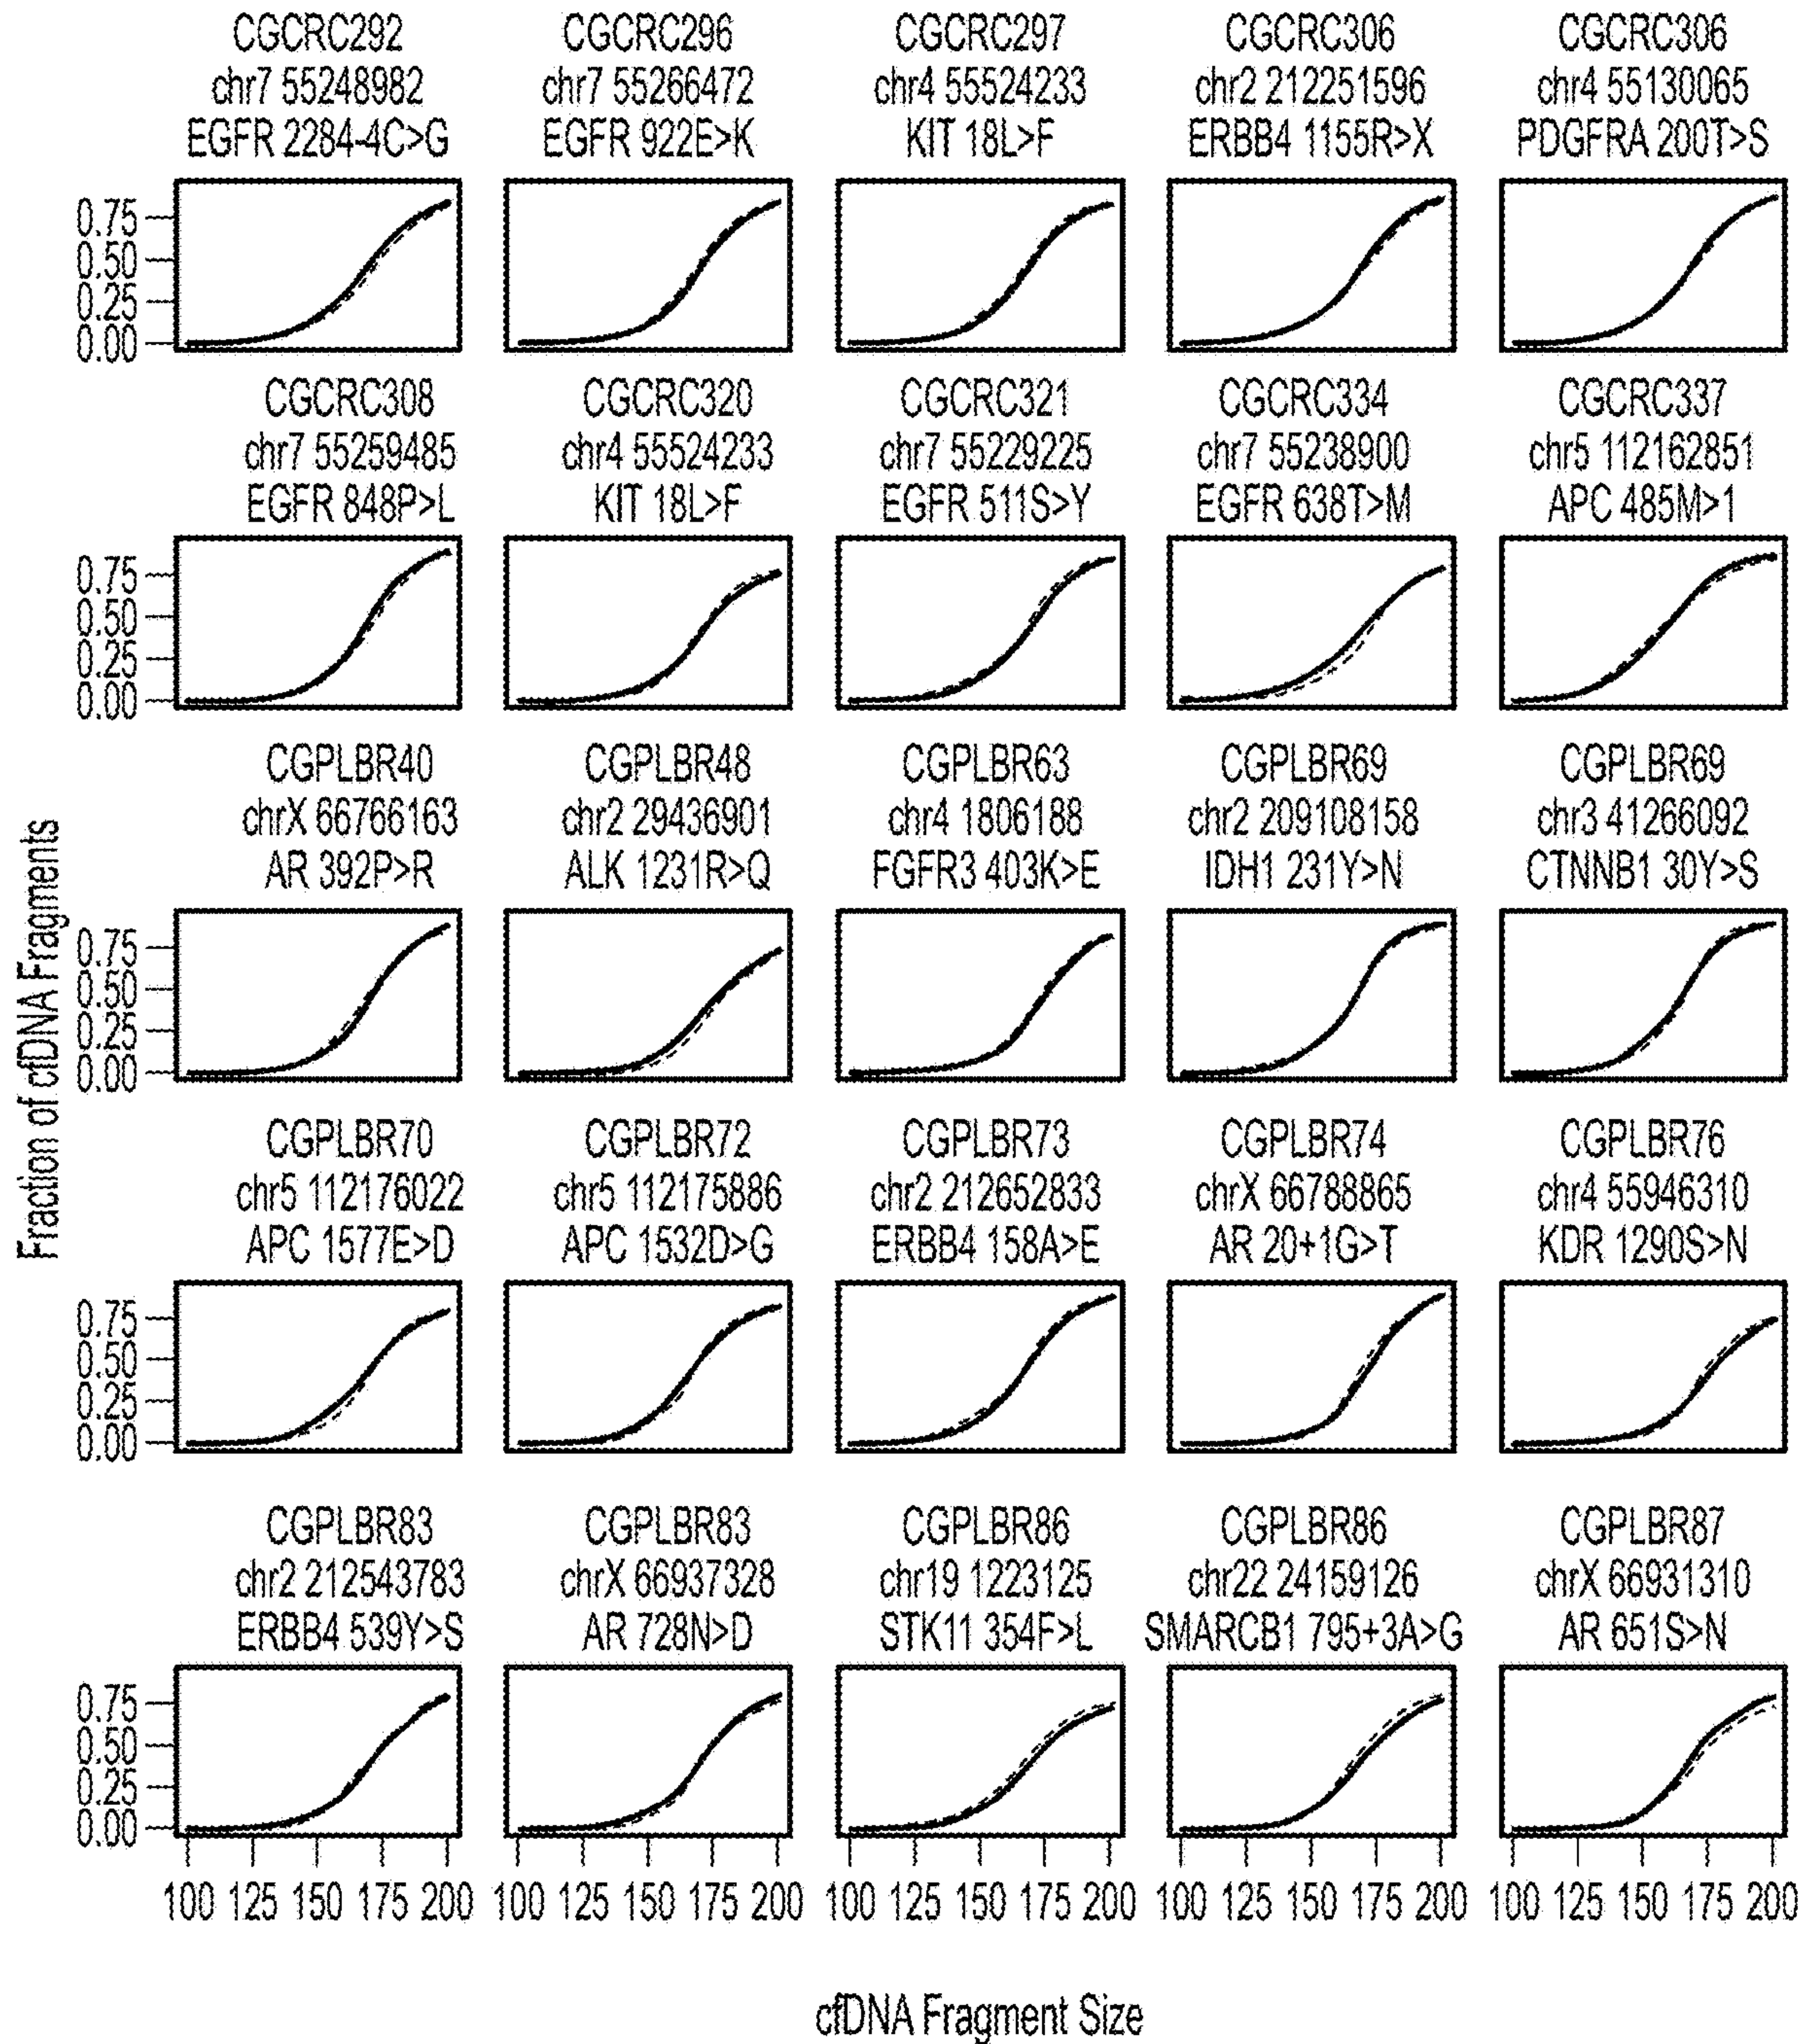 CGCRC292 CGCRC296 CGCRC297 CGCRC306 CGCRC306
chr7 55248982 chr7 55266472 chr4 55524233 chr2 212251596 chr4 55130065
EGFR 2284-4C>G EGFR 922E>K KIT 18L>F ERBB4 1155R>X PDGFRA 200T>S
0.75
0.50
0.25
0.00
CGCRC308 CGCRC320 CGCRC321 CGCRC334 CGCRC337
chr7 55259485 chr4 55524233 chr7 55229225 chr7 55238900 chr5 112162851
EGFR 848P>L KIT 18L>F EGFR 511S>Y EGFR 638T>M APC 485M>1
0.75
0.50
0.25
0.00
Fraction of cfDNA Fragments
CGPLBR40 CGPLBR48 CGPLBR63 CGPLBR69 CGPLBR69
chrX 66766163 chr2 29436901 chr4 1806188 chr2 209108158 chr3 41266092
AR 392P>R ALK 1231R>Q FGFR3 403K>E IDH1 231Y>N CTNNB1 30Y>S
0.75
0.50
0.25
0.00
CGPLBR70 CGPLBR72 CGPLBR73 CGPLBR74 CGPLBR76
chr5 112176022 chr5 112175886 chr2 212652833 chrX 66788865 chr4 55946310
APC 1577E>D APC 1532D>G ERBB4 158A>E AR 20+1G>T KDR 1290S>N
0.75
0.50
0.25
0.00
CGPLBR83 CGPLBR83 CGPLBR86 CGPLBR86 CGPLBR87
chr2 212543783 chrX 66937328 chr19 1223125 chr22 24159126 chrX 66931310
ERBB4 539Y>S AR 728N>D STK11 354F>L SMARCB1 795+3A>G AR 651S>N
0.75
0.50
0.25
0.00
100 125 150 175 200 100 125 150 175 200 100 125 150 175 200 100 125 150 175 200 100 125 150 175 200
cfDNA Fragment Size